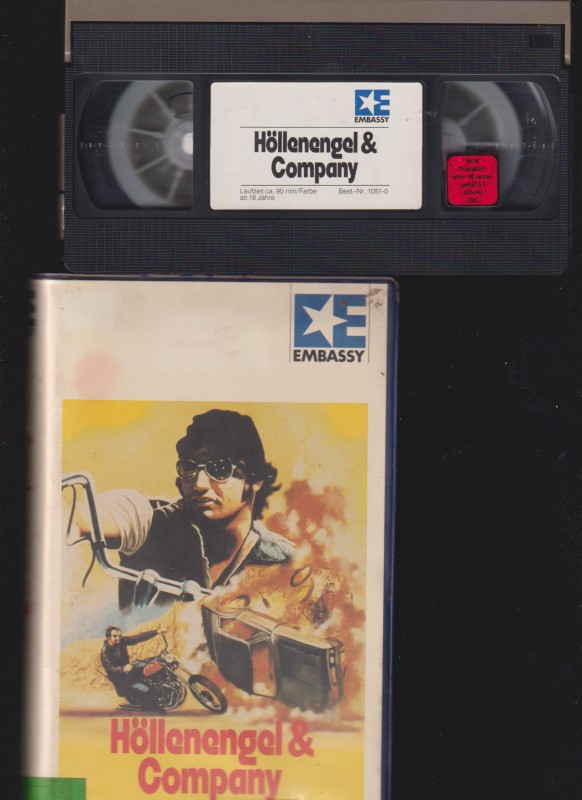 EMBASSY
Höllenengel &
Company
Laufzeit ca. 90 min/Farbe Best.-Nr. 1051-0
ab 18 Jahre
EMBASSY
Höllenengel &
Company